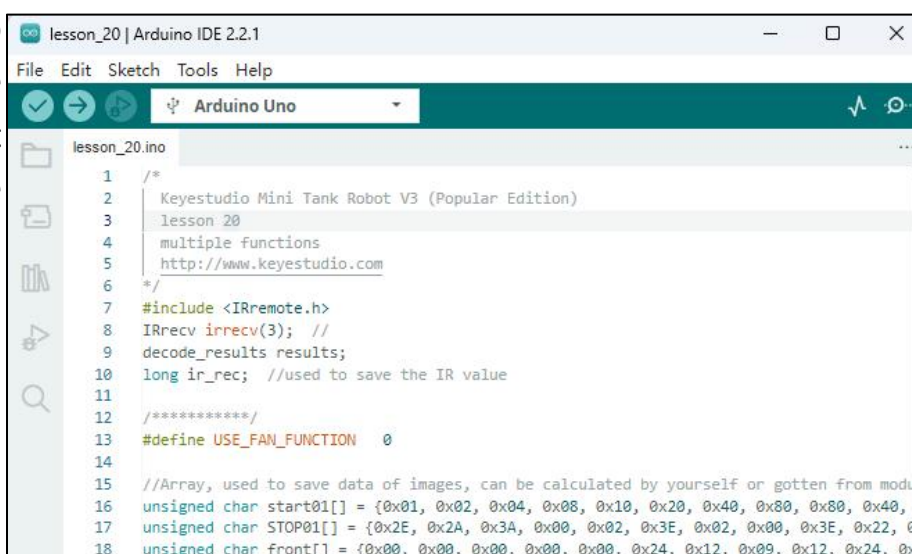 lesson_20 | Arduino IDE 2.2.1
File Edit Sketch Tools Help
Arduino Uno
lesson_20.ino
1 /*
2 Keyestudio Mini Tank Robot V3 (Popular Edition)
3 lesson 20
4 multiple functions
5 http://www.keyestudio.com
6 */
7 #include <IRremote.h>
8 IRrecv irrecv(3); //
9 decode_results results;
10 long ir_rec; //used to save the IR value
11
12 /***********/
13 #define USE_FAN_FUNCTION 0
14
15 //Array, used to save data of images, can be calculated by yourself or gotten from modu
16 unsigned char start01[] = {0x01, 0x02, 0x04, 0x08, 0x10, 0x20, 0x40, 0x80, 0x80, 0x40,
17 unsigned char STOP01[] = {0x2E, 0x2A, 0x3A, 0x00, 0x02, 0x3E, 0x02, 0x00, 0x3E, 0x22,
18 unsigned char front[] = {0x00, 0x00, 0x00, 0x00, 0x00, 0x24, 0x12, 0x09, 0x12, 0x24,